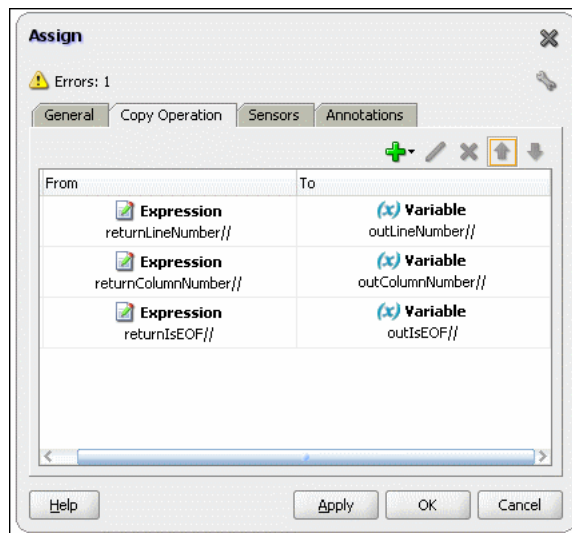 Assign
Errors: 1
General Copy Operation Sensors Annotations
From To
Expression (x) Variable
returnLineNumber// outLineNumber//
Expression (x) Variable
returnColumnNumber// outColumnNumber//
Expression (x) Variable
returnIsEOF// outIsEOF//
Help Apply OK Cancel